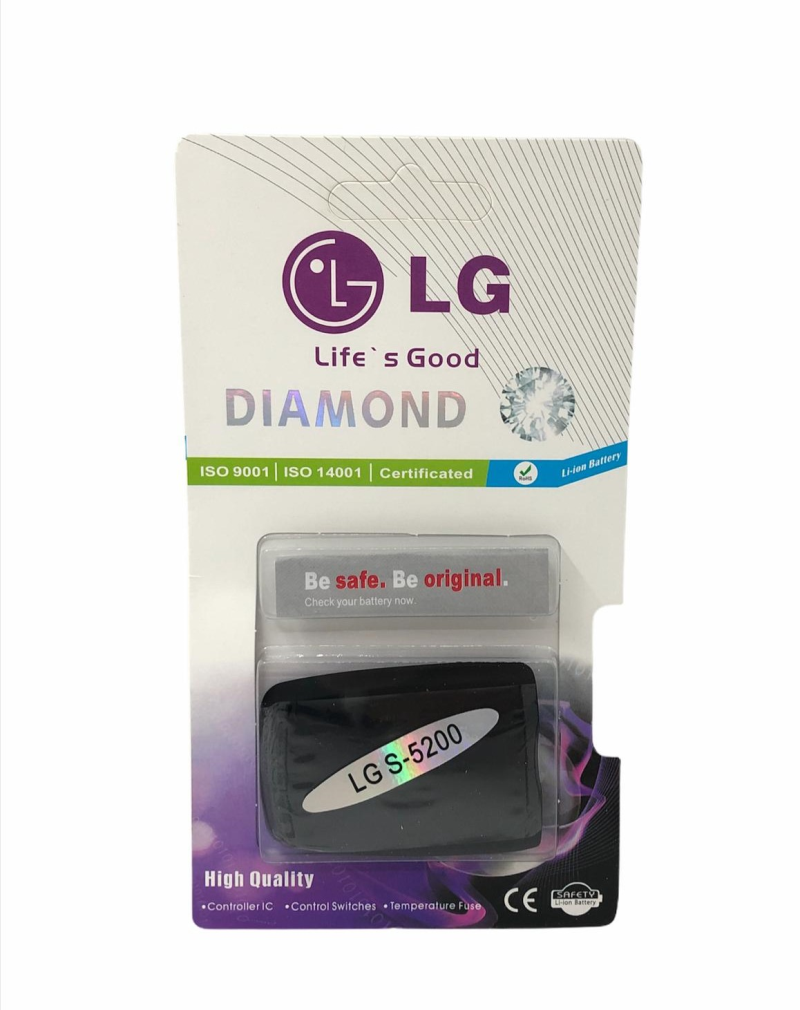 LG
Life`s Good
DIAMOND
ISO 9001 | ISO 14001 | Certificated
RoHS
Li-ion Battery
Be safe. Be original.
Check your battery now.
LG S-5200
High Quality
•Controller IC •Control Switches •Temperature Fuse
CE
SAFETY
Li-ion Battery